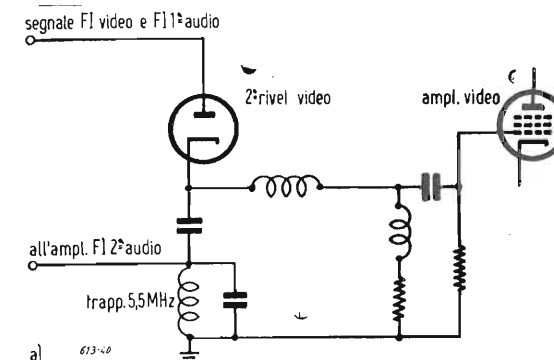 segnale FI video e FI 1ª audio
2° rivel video
ampl. video
all'ampl. FI 2ª audio
trapp. 5,5 MHz
a) 613-40